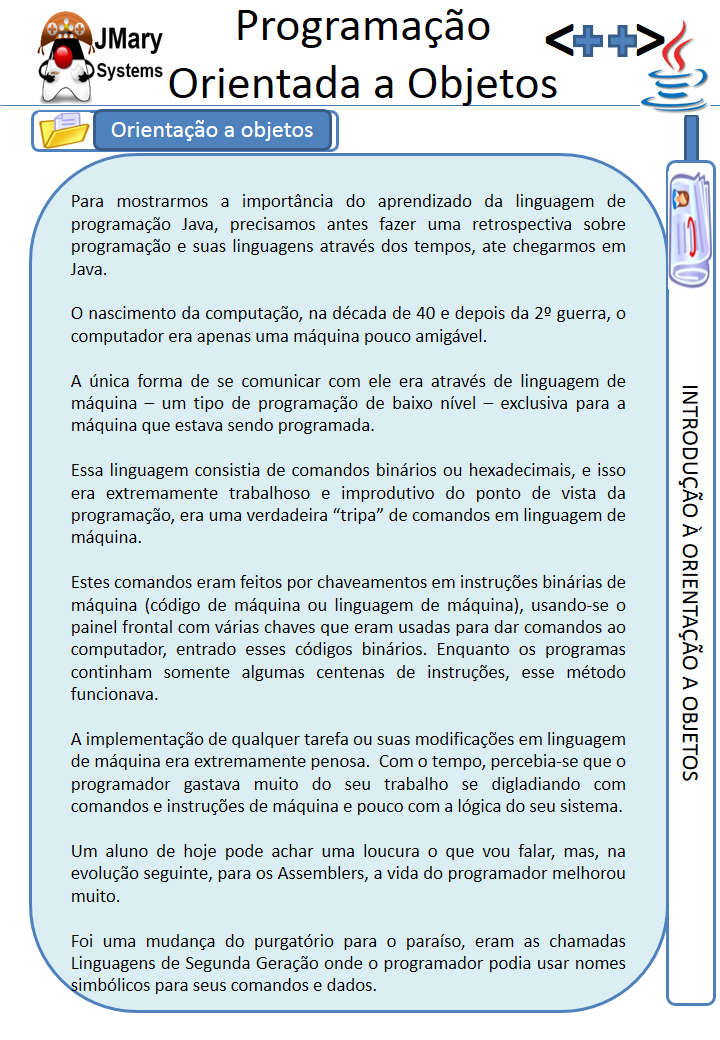 JMary
Systems
Programação
Orientada a Objetos
<++>
Orientação a objetos
Para mostrarmos a importância do aprendizado da linguagem de
programação Java, precisamos antes fazer uma retrospectiva sobre
programação e suas linguagens através dos tempos, ate chegarmos em
Java.
O nascimento da computação, na década de 40 e depois da 2º guerra, o
computador era apenas uma máquina pouco amigável.
A única forma de se comunicar com ele era através de linguagem de
máquina – um tipo de programação de baixo nível – exclusiva para a
máquina que estava sendo programada.
Essa linguagem consistia de comandos binários ou hexadecimais, e isso
era extremamente trabalhoso e improdutivo do ponto de vista da
programação, era uma verdadeira “tripa” de comandos em linguagem de
máquina.
Estes comandos eram feitos por chaveamentos em instruções binárias de
máquina (código de máquina ou linguagem de máquina), usando-se o
painel frontal com várias chaves que eram usadas para dar comandos ao
computador, entrado esses códigos binários. Enquanto os programas
continham somente algumas centenas de instruções, esse método
funcionava.
A implementação de qualquer tarefa ou suas modificações em linguagem
de máquina era extremamente penosa.  Com o tempo, percebia-se que o
programador gastava muito do seu trabalho se digladiando com
comandos e instruções de máquina e pouco com a lógica do seu sistema.
Um aluno de hoje pode achar uma loucura o que vou falar, mas, na
evolução seguinte, para os Assemblers, a vida do programador melhorou
muito.
Foi uma mudança do purgatório para o paraíso, eram as chamadas
Linguagens de Segunda Geração onde o programador podia usar nomes
simbólicos para seus comandos e dados.
INTRODUÇÃO À ORIENTAÇÃO A OBJETOS